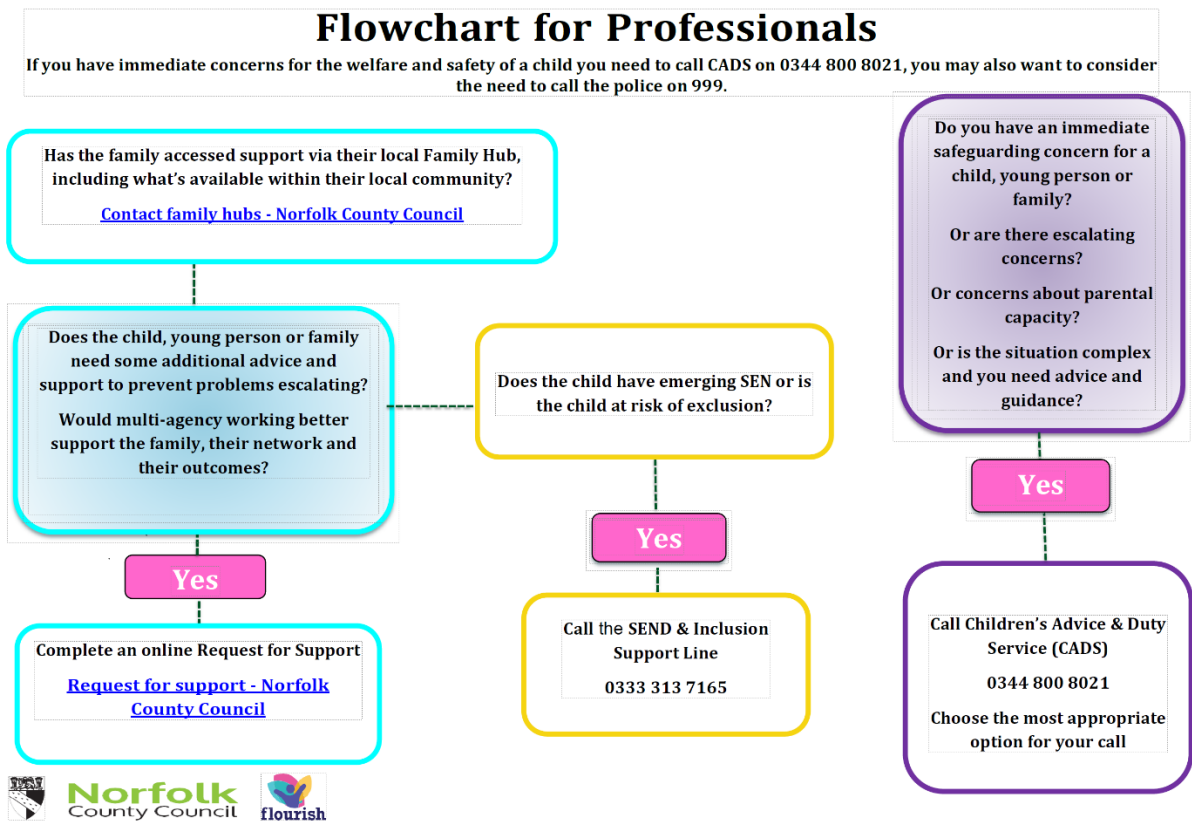 Flowchart for Professionals
If you have immediate concerns for the welfare and safety of a child you need to call CADS on 0344 800 8021, you may also want to consider
the need to call the police on 999.
Has the family accessed support via their local Family Hub,
including what's available within their local community?
Contact family hubs - Norfolk County Council
Does the child, young person or family
need some additional advice and
support to prevent problems escalating?
Would multi-agency working better
support the family, their network and
their outcomes?
Yes
Complete an online Request for Support
Request for support - Norfolk
County Council
Does the child have emerging SEN or is
the child at risk of exclusion?
Yes
Call the SEND & Inclusion
Support Line
0333 313 7165
Do you have an immediate
safeguarding concern for a
child, young person or
family?
Or are there escalating
concerns?
Or concerns about parental
capacity?
Or is the situation complex
and you need advice and
guidance?
Yes
Call Children's Advice & Duty
Service (CADS)
0344 800 8021
Choose the most appropriate
option for your call
Norfolk
County Council
flourish